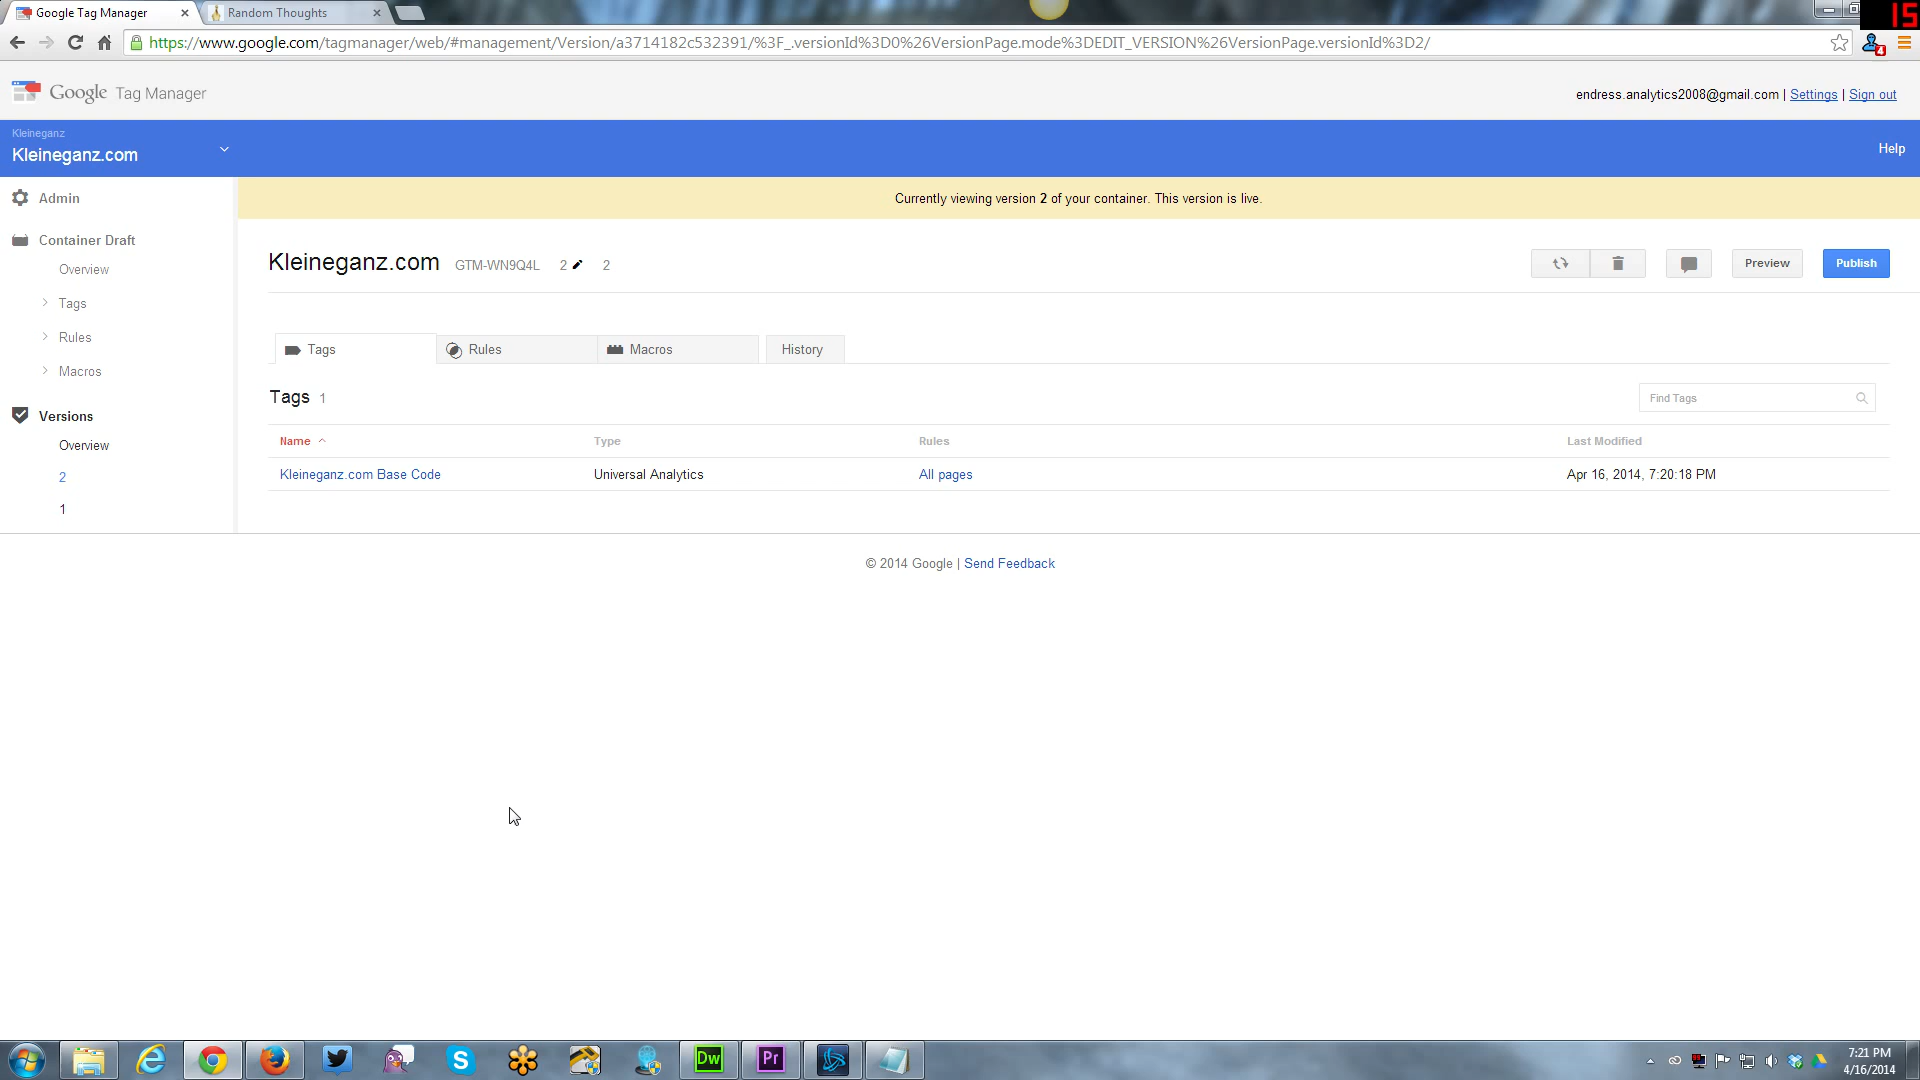 Google Tag Manager
Random Thoughts
15
https://www.google.com/tagmanager/web/#management/Version/a3714182c532391/%3F_.versionId%3D0%26VersionPage.mode%3DEDIT_VERSION%26VersionPage.versionId%3D2/
4
Google Tag Manager
endress.analytics2008@gmail.com | Settings | Sign out
Kleineganz
Kleineganz.com
Help
Admin
Currently viewing version 2 of your container. This version is live.
Container Draft
Overview
Tags
Rules
Macros
Versions
Overview
2
1
Kleineganz.com GTM-WN9Q4L 2 2
Preview
Publish
Tags
Rules
Macros
History
Tags 1
Find Tags
Name Type Rules Last Modified
Kleineganz.com Base Code Universal Analytics All pages Apr 16, 2014, 7:20:18 PM
© 2014 Google | Send Feedback
Dw
Pr
7:21 PM
4/16/2014